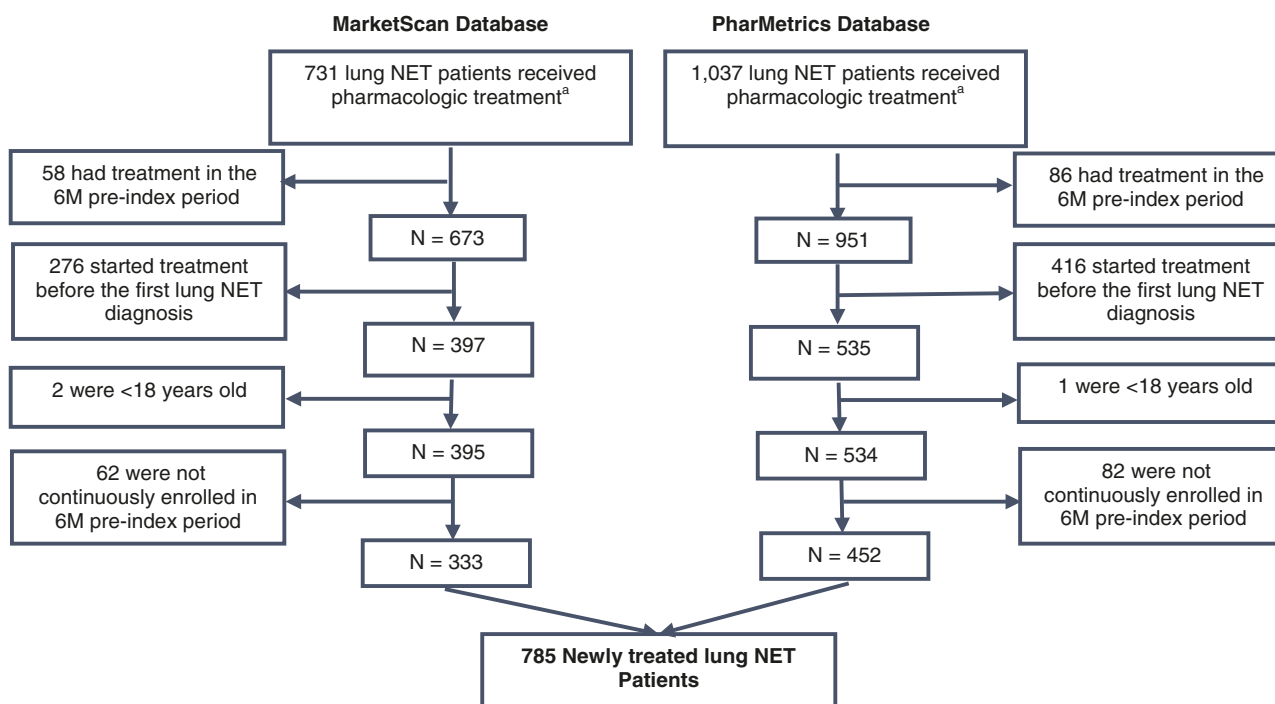 MarketScan Database
731 lung NET patients received
pharmacologic treatmentᵃ
58 had treatment in the
6M pre-index period
N = 673
276 started treatment
before the first lung NET
diagnosis
N = 397
2 were <18 years old
N = 395
62 were not
continuously enrolled in
6M pre-index period
N = 333
PharMetrics Database
1,037 lung NET patients received
pharmacologic treatmentᵃ
86 had treatment in the
6M pre-index period
N = 951
416 started treatment
before the first lung NET
diagnosis
N = 535
1 were <18 years old
N = 534
82 were not
continuously enrolled in
6M pre-index period
N = 452
785 Newly treated lung NET
Patients